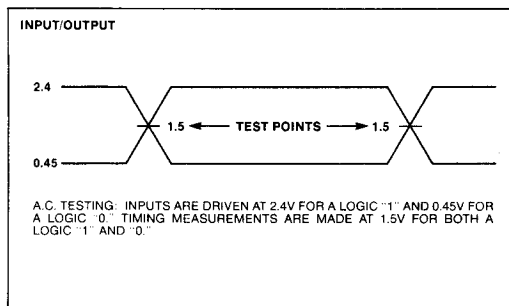 INPUT/OUTPUT
2.4
1.5 TEST POINTS 1.5
0.45
A.C. TESTING: INPUTS ARE DRIVEN AT 2.4V FOR A LOGIC "1" AND 0.45V FOR
A LOGIC "0." TIMING MEASUREMENTS ARE MADE AT 1.5V FOR BOTH A
LOGIC "1" AND "0."